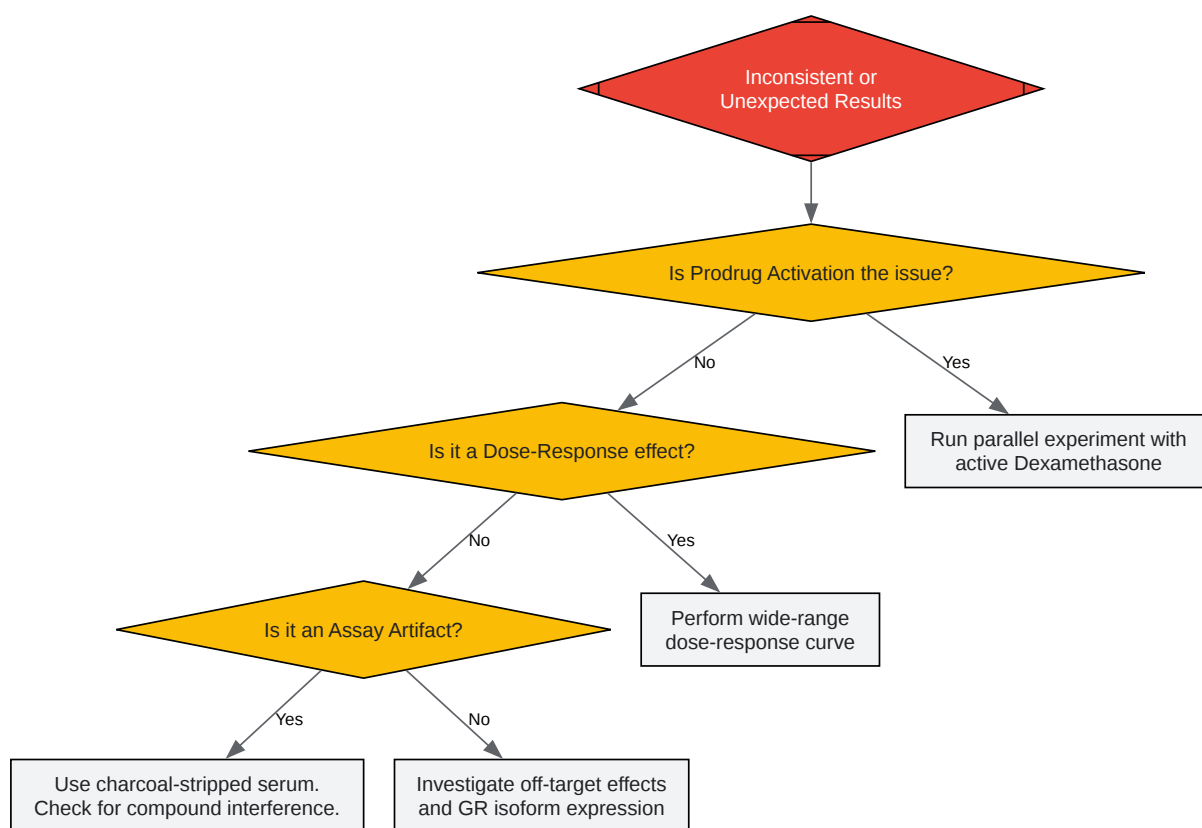 Inconsistent or
Unexpected Results
Is Prodrug Activation the issue?
No
Yes
Is it a Dose-Response effect?
Run parallel experiment with
active Dexamethasone
No
Yes
Is it an Assay Artifact?
Perform wide-range
dose-response curve
Yes
No
Use charcoal-stripped serum.
Check for compound interference.
Investigate off-target effects
and GR isoform expression